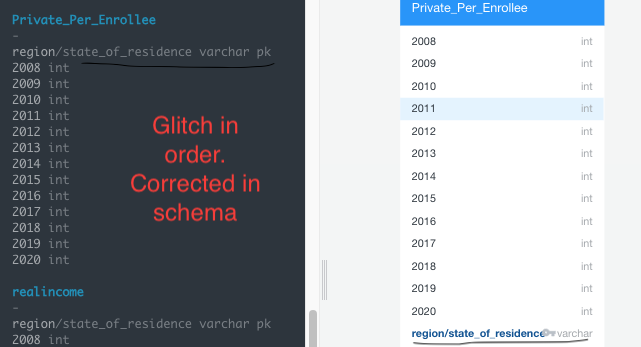 Private_Per_Enrollee
-
region/state_of_residence varchar pk
2008 int
2009 int
2010 int
2011 int
2012 int
2013 int
2014 int
2015 int
2016 int
2017 int
2018 int
2019 int
2020 int
realincome
-
region/state_of_residence varchar pk
2008 int
Glitch in
order.
Corrected in
schema
Private_Per_Enrollee
2008 int
2009 int
2010 int
2011 int
2012 int
2013 int
2014 int
2015 int
2016 int
2017 int
2018 int
2019 int
2020 int
region/state_of_residence varchar